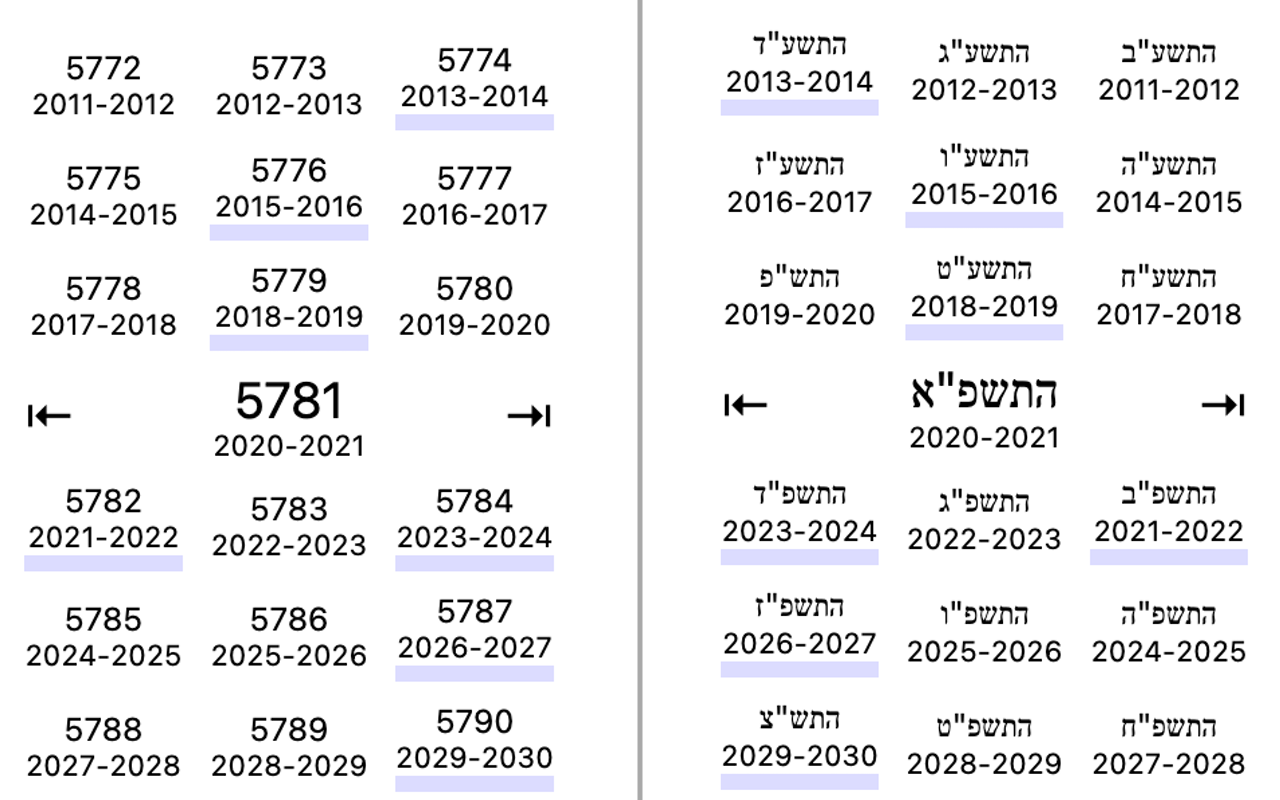 5772 5773 5774
2011-2012 2012-2013 2013-2014
5775 5776 5777
2014-2015 2015-2016 2016-2017
5778 5779 5780
2017-2018 2018-2019 2019-2020
5781
2020-2021
5782 5783 5784
2021-2022 2022-2023 2023-2024
5785 5786 5787
2024-2025 2025-2026 2026-2027
5788 5789 5790
2027-2028 2028-2029 2029-2030
התשע"ב התשע"ג התשע"ד
2011-2012 2012-2013 2013-2014
התשע"ה התשע"ו התשע"ז
2014-2015 2015-2016 2016-2017
התשע"ח התשע"ט התש"פ
2017-2018 2018-2019 2019-2020
התשפ"א
2020-2021
התשפ"ב התשפ"ג התשפ"ד
2021-2022 2022-2023 2023-2024
התשפ"ה התשפ"ו התשפ"ז
2024-2025 2025-2026 2026-2027
התשפ"ח התשפ"ט התש"צ
2027-2028 2028-2029 2029-2030